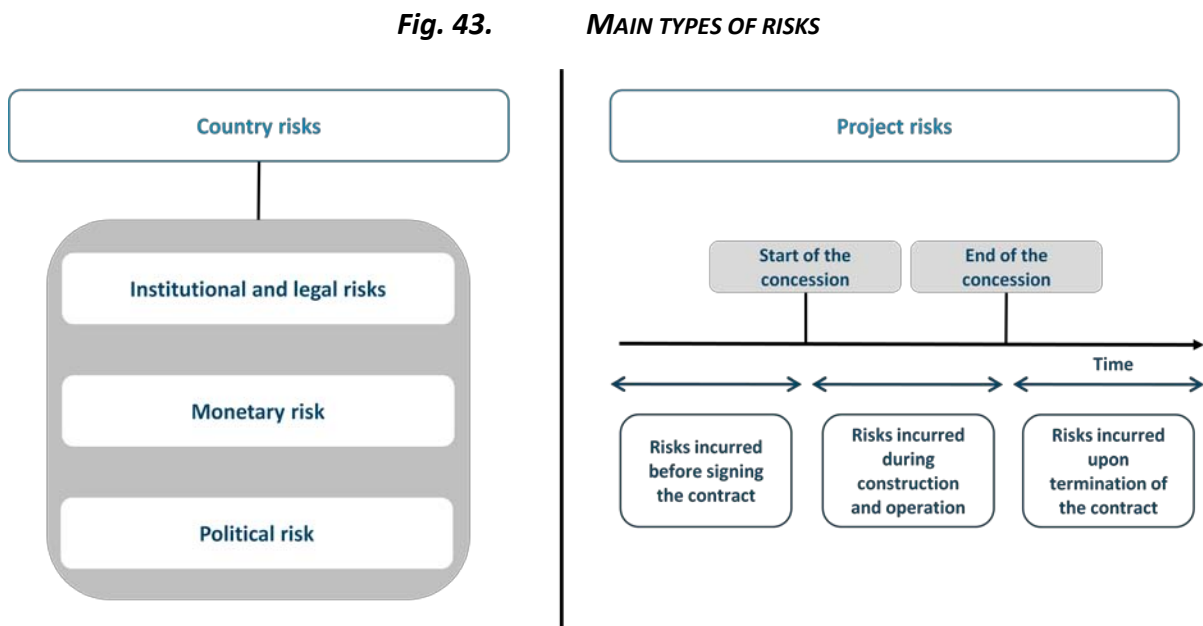 Fig. 43. MAIN TYPES OF RISKS
Country risks
Institutional and legal risks
Monetary risk
Political risk
Project risks
Start of the
concession
End of the
concession
Time
Risks incurred
before signing
the contract
Risks incurred
during
construction
and operation
Risks incurred
upon
termination of
the contract